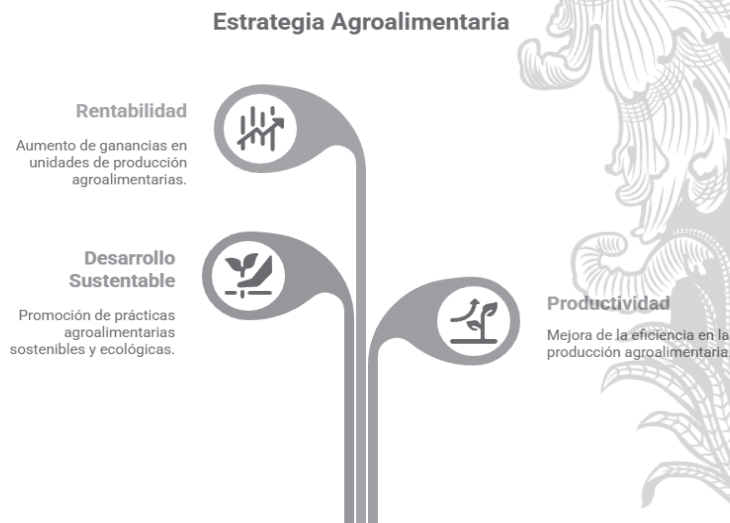 Estrategia Agroalimentaria
Rentabilidad
Aumento de ganancias en
unidades de producción
agroalimentarias.
Desarrollo
Sustentable
Promoción de prácticas
agroalimentarias
sostenibles y ecológicas.
Productividad
Mejora de la eficiencia en la
producción agroalimentaria.